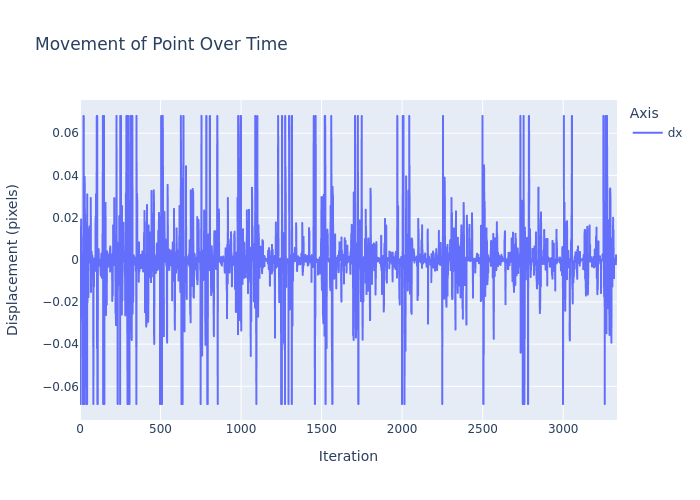 Movement of Point Over Time
Axis
dx
0.06
0.04
0.02
0
−0.02
−0.04
−0.06
Displacement (pixels)
0 500 1000 1500 2000 2500 3000
Iteration